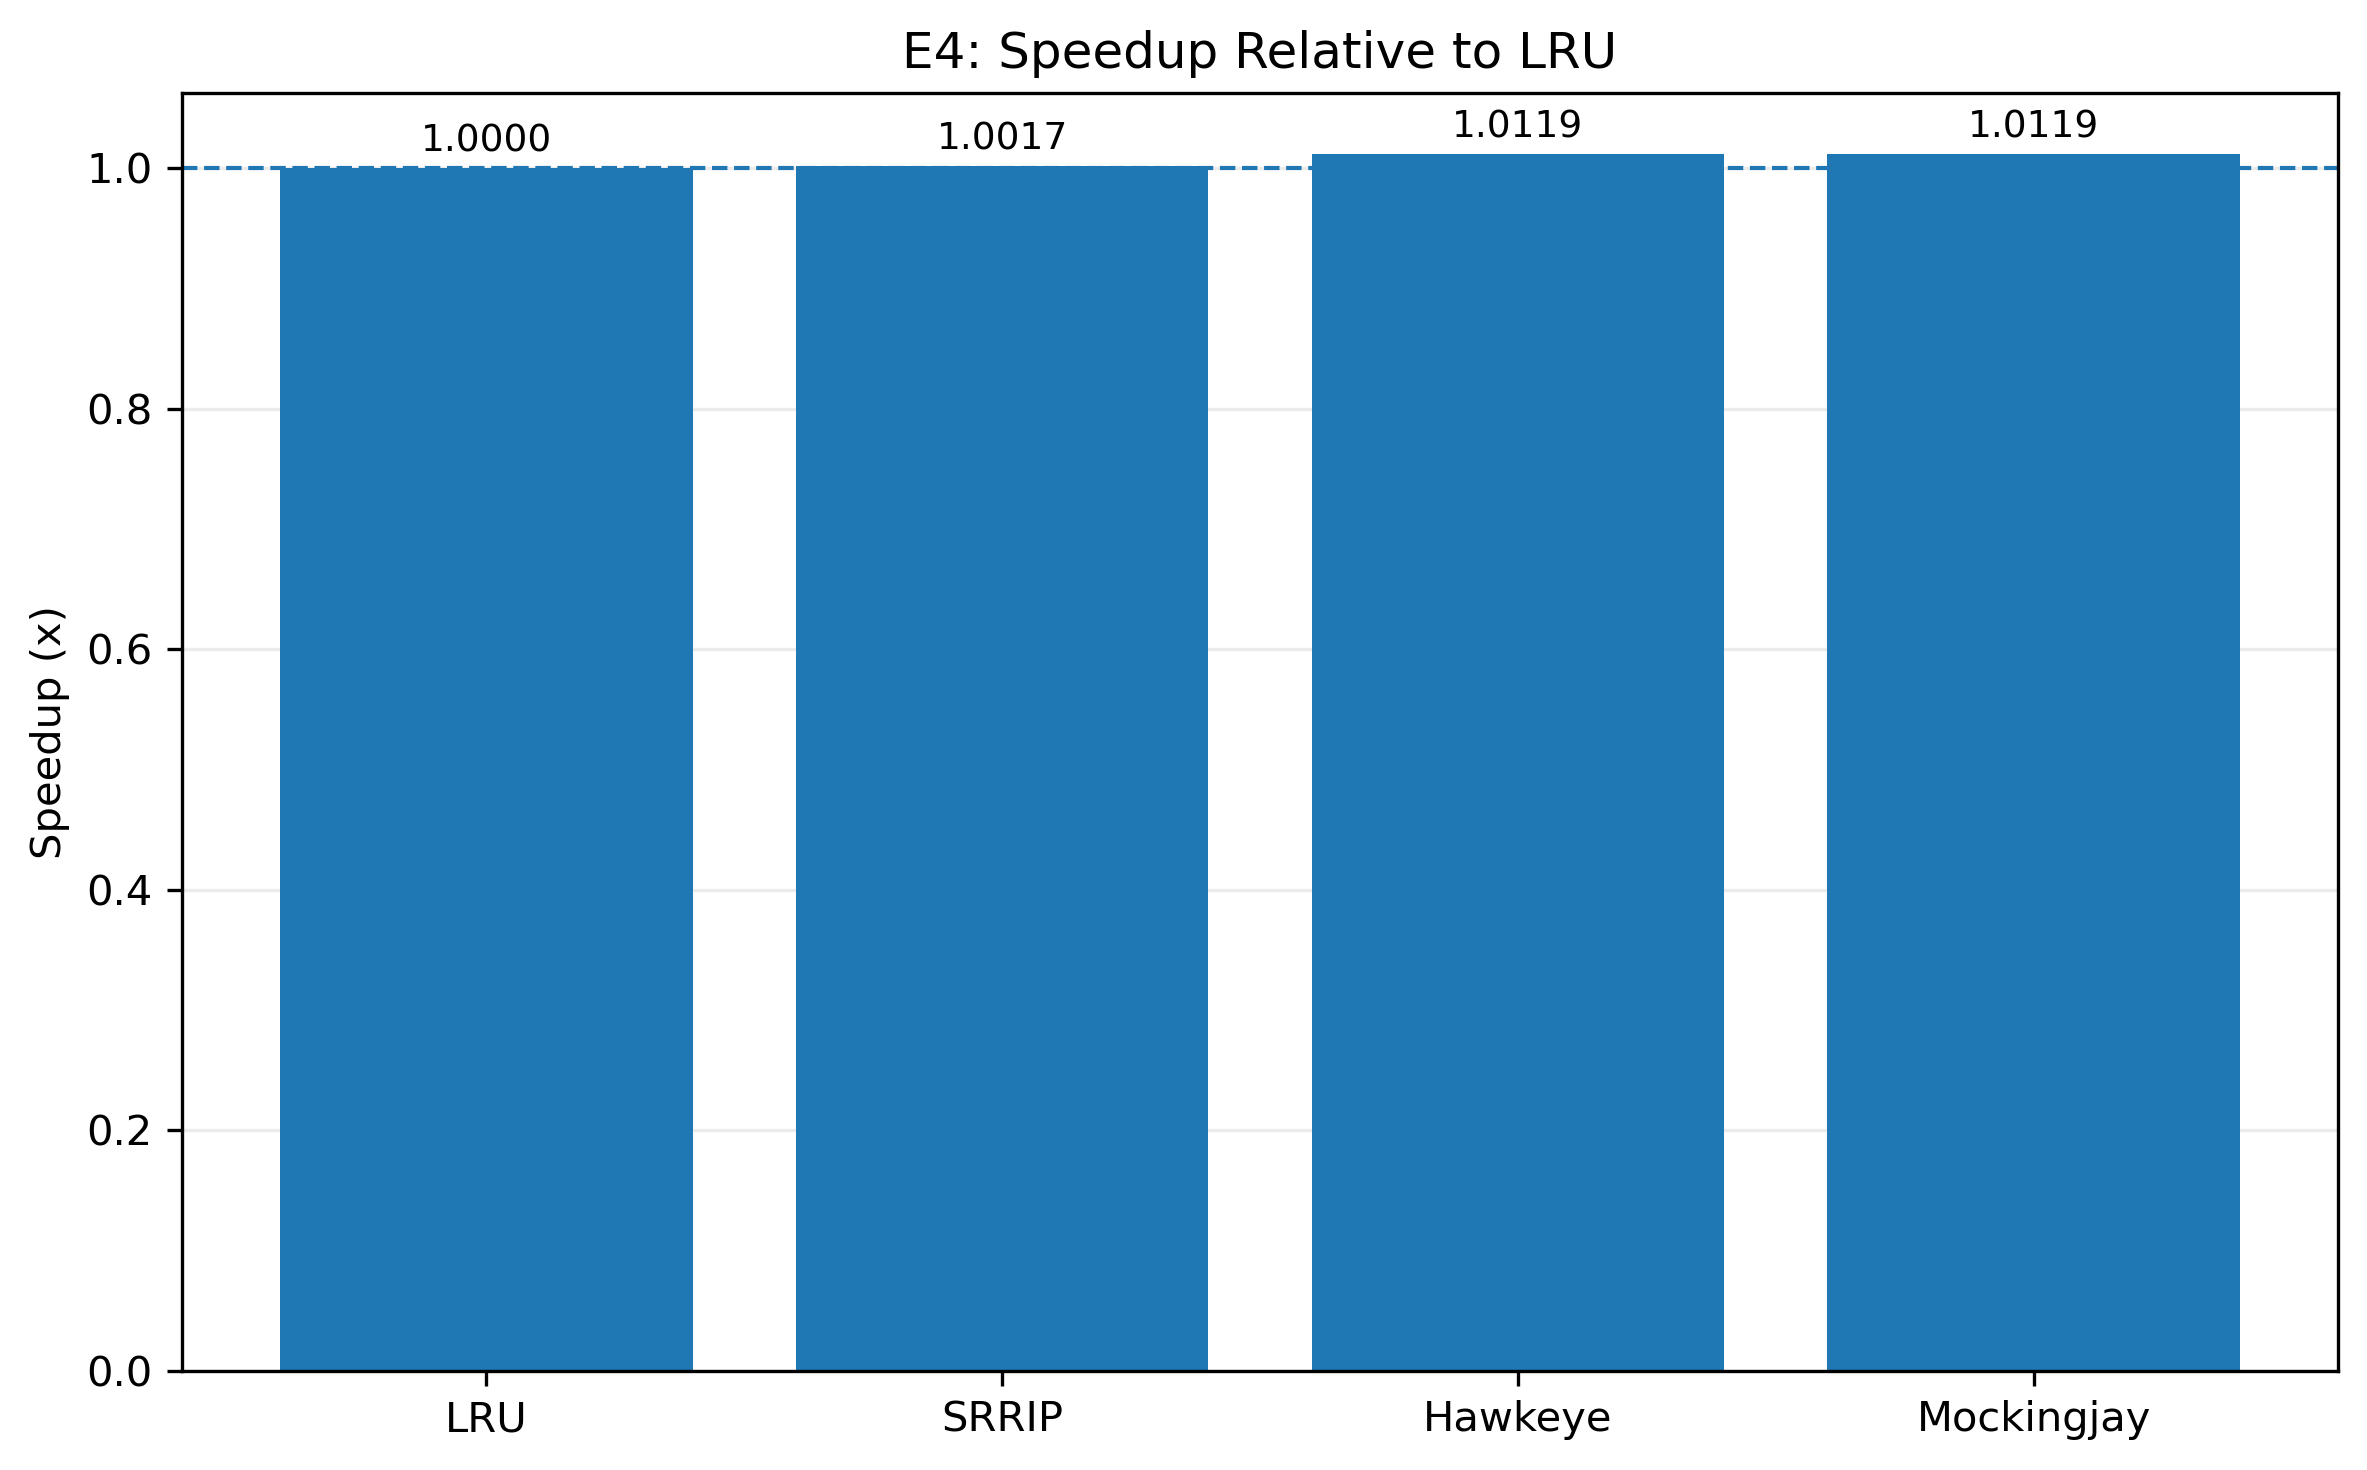 E4: Speedup Relative to LRU
1.0000
1.0017
1.0119
1.0119
Speedup (x)
1.0
0.8
0.6
0.4
0.2
0.0
LRU
SRRIP
Hawkeye
Mockingjay